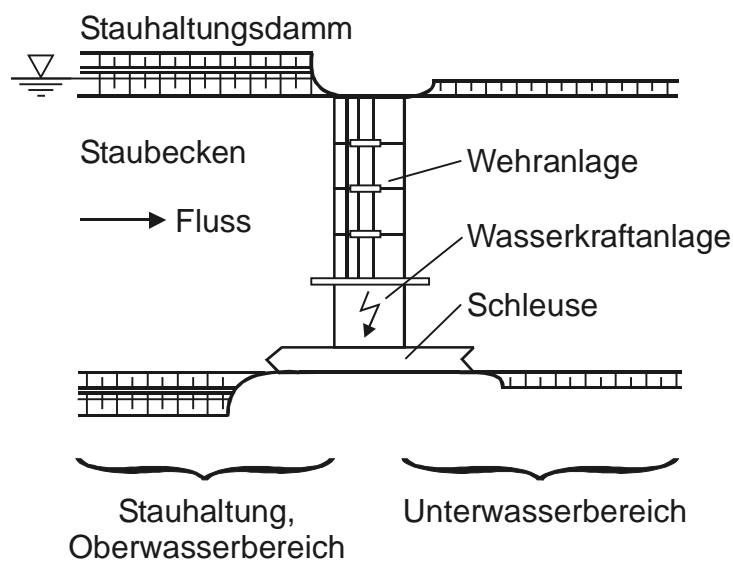 Stauhaltungsdamm
Staubecken
Wehranlage
Fluss
Wasserkraftanlage
Schleuse
Stauhaltung,
Oberwasserbereich
Unterwasserbereich